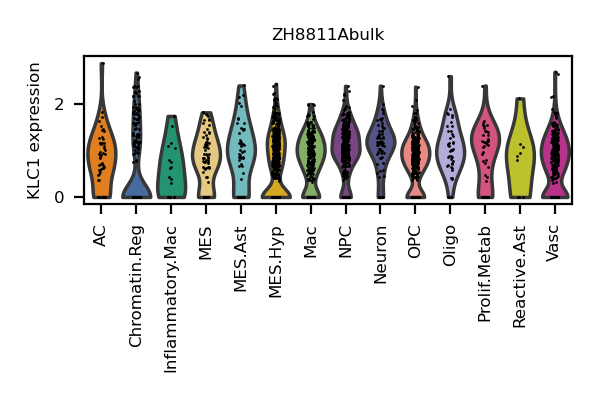 ZH8811Abulk
KLC1 expression
2
0
AC
Chromatin.Reg
Inflammatory.Mac
MES
MES.Ast
MES.Hyp
Mac
NPC
Neuron
OPC
Oligo
Prolif.Metab
Reactive.Ast
Vasc